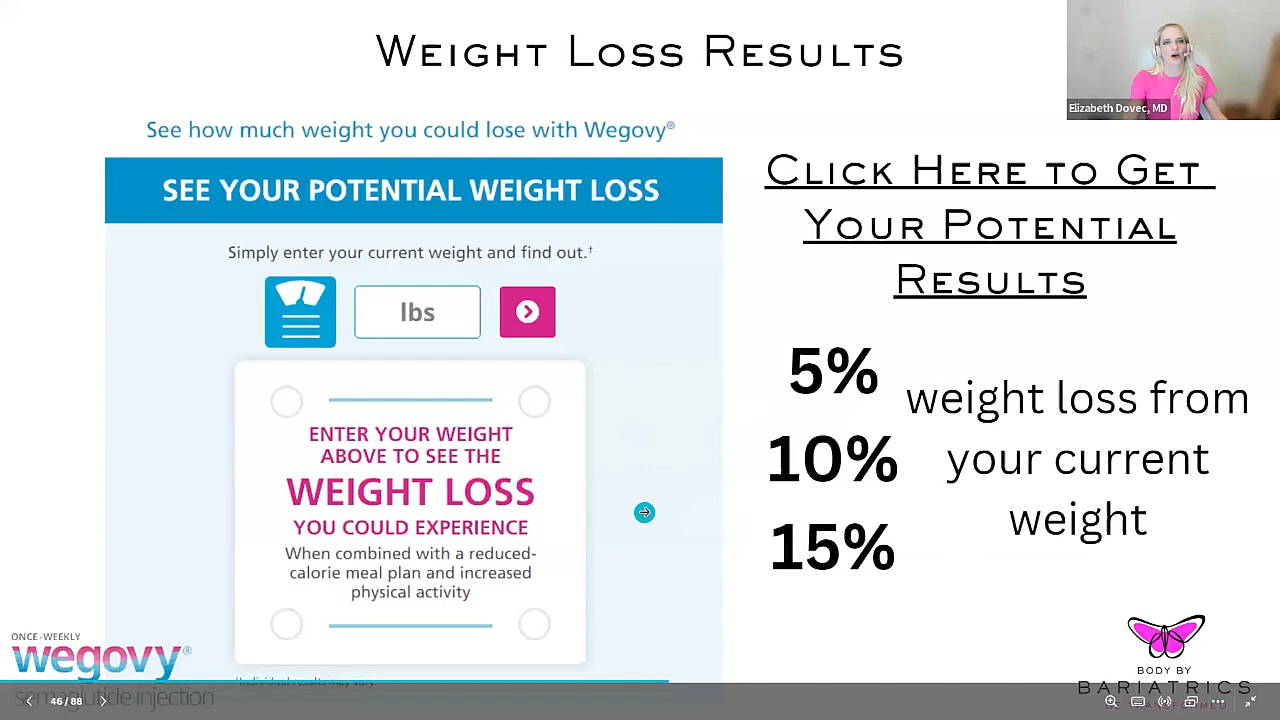 Weight Loss Results
Elizabeth Dovec, MD
See how much weight you could lose with Wegovy®
SEE YOUR POTENTIAL WEIGHT LOSS
Simply enter your current weight and find out.†
lbs
ENTER YOUR WEIGHT
ABOVE TO SEE THE
WEIGHT LOSS
YOU COULD EXPERIENCE
When combined with a reduced-
calorie meal plan and increased
physical activity
Click Here to Get
Your Potential
Results
5%
10%
15%
weight loss from
your current
weight
ONCE-WEEKLY
wegovy®
semaglutide injection
BODY BY
BARIATRICS
46 / 88